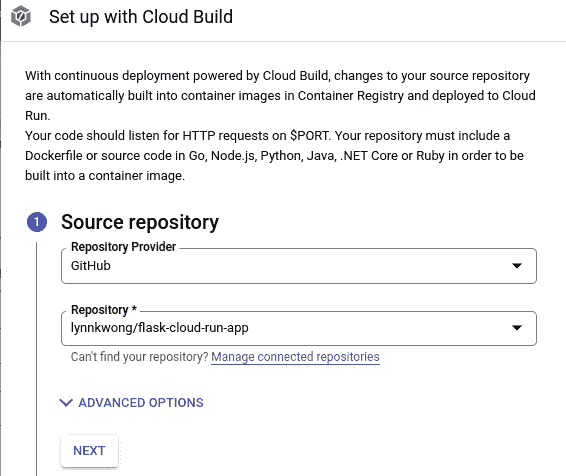 Set up with Cloud Build
With continuous deployment powered by Cloud Build, changes to your source repository
are automatically built into container images in Container Registry and deployed to Cloud
Run.
Your code should listen for HTTP requests on $PORT. Your repository must include a
Dockerfile or source code in Go, Node.js, Python, Java, .NET Core or Ruby in order to be
built into a container image.
1 Source repository
Repository Provider
GitHub
Repository *
lynnkwong/flask-cloud-run-app
Can't find your repository? Manage connected repositories
ADVANCED OPTIONS
NEXT